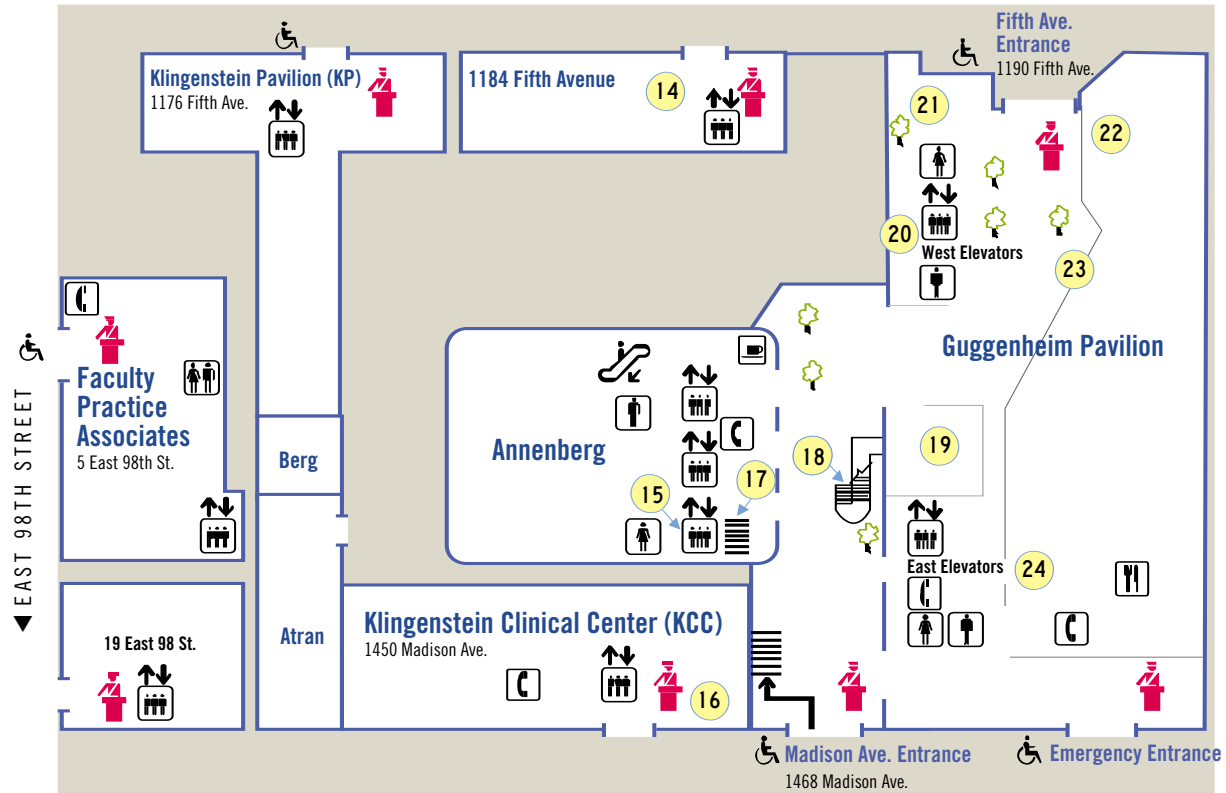 Fifth Ave.
Entrance
1190 Fifth Ave.
Klingenstein Pavilion (KP)
1176 Fifth Ave.
1184 Fifth Avenue
14
21
22
20
West Elevators
23
Guggenheim Pavilion
EAST 98TH STREET
Faculty
Practice
Associates
5 East 98th St.
Berg
Annenberg
15
17
18
19
East Elevators
24
Atran
Klingenstein Clinical Center (KCC)
1450 Madison Ave.
16
19 East 98 St.
Madison Ave. Entrance
1468 Madison Ave.
Emergency Entrance